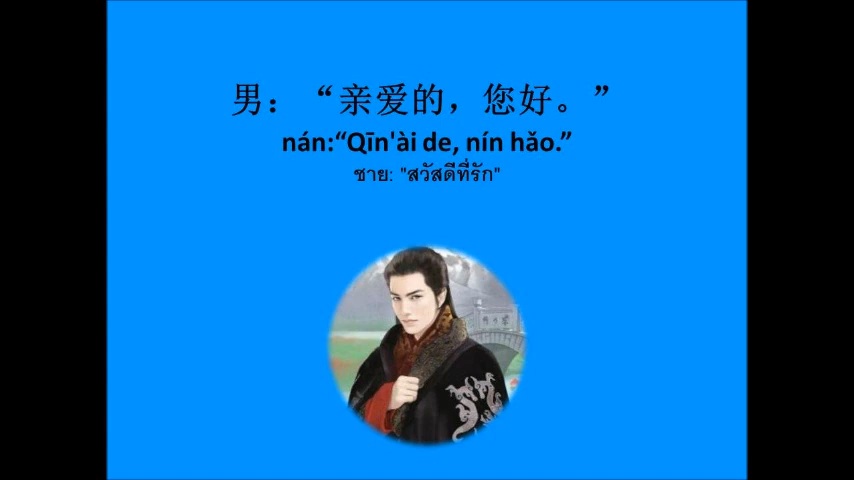 男：“亲爱的，您好。”
nán:“Qīn'ài de, nín hǎo.”
ชาย: "สวัสดีที่รัก"